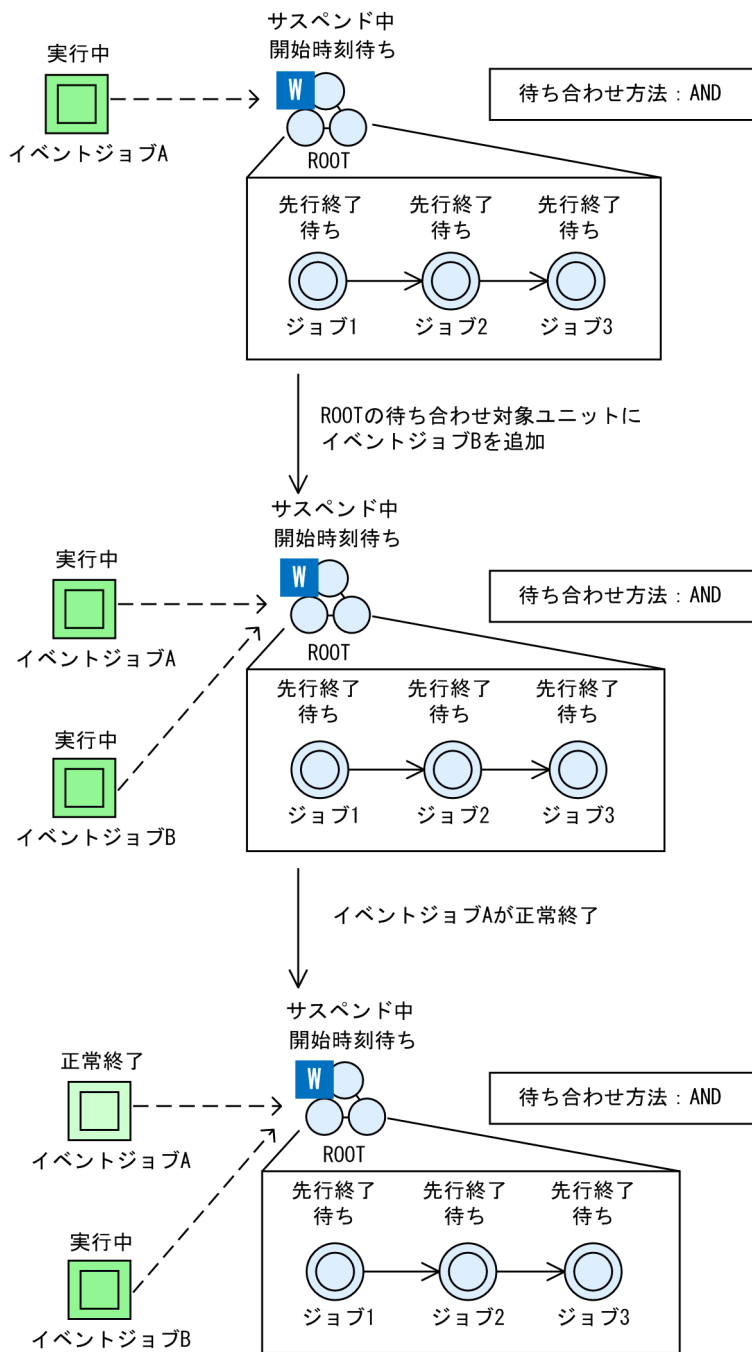 サスペンド中
開始時刻待ち
実行中
W
待ち合わせ方法：AND
イベントジョブA
ROOT
先行終了
待ち
先行終了
待ち
先行終了
待ち
ジョブ1
ジョブ2
ジョブ3
ROOTの待ち合わせ対象ユニットに
イベントジョブBを追加
サスペンド中
開始時刻待ち
実行中
W
待ち合わせ方法：AND
イベントジョブA
ROOT
先行終了
待ち
先行終了
待ち
先行終了
待ち
実行中
ジョブ1
ジョブ2
ジョブ3
イベントジョブB
イベントジョブAが正常終了
サスペンド中
開始時刻待ち
正常終了
W
待ち合わせ方法：AND
イベントジョブA
ROOT
先行終了
待ち
先行終了
待ち
先行終了
待ち
実行中
ジョブ1
ジョブ2
ジョブ3
イベントジョブB